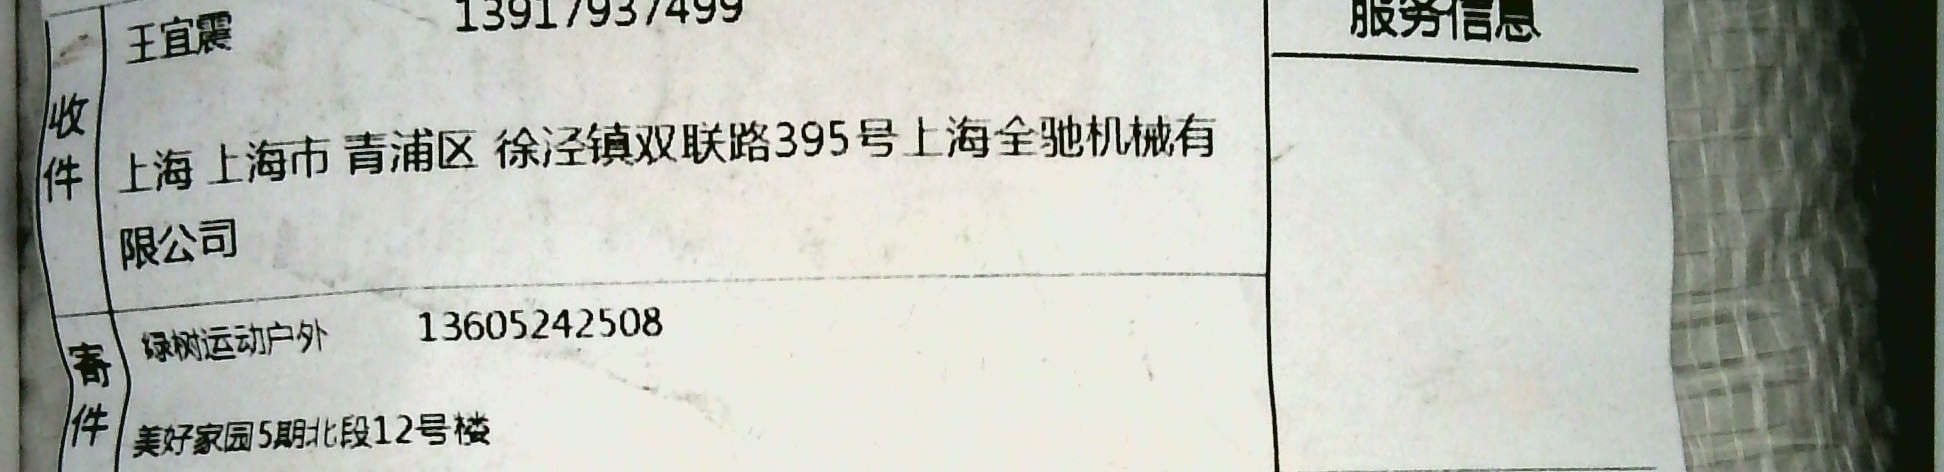 王宜震 13917937499
服务信息
收件
上海 上海市 青浦区 徐泾镇双联路395号上海全驰机械有
限公司
寄件
绿树运动户外 13605242508
美好家园5期北段12号楼